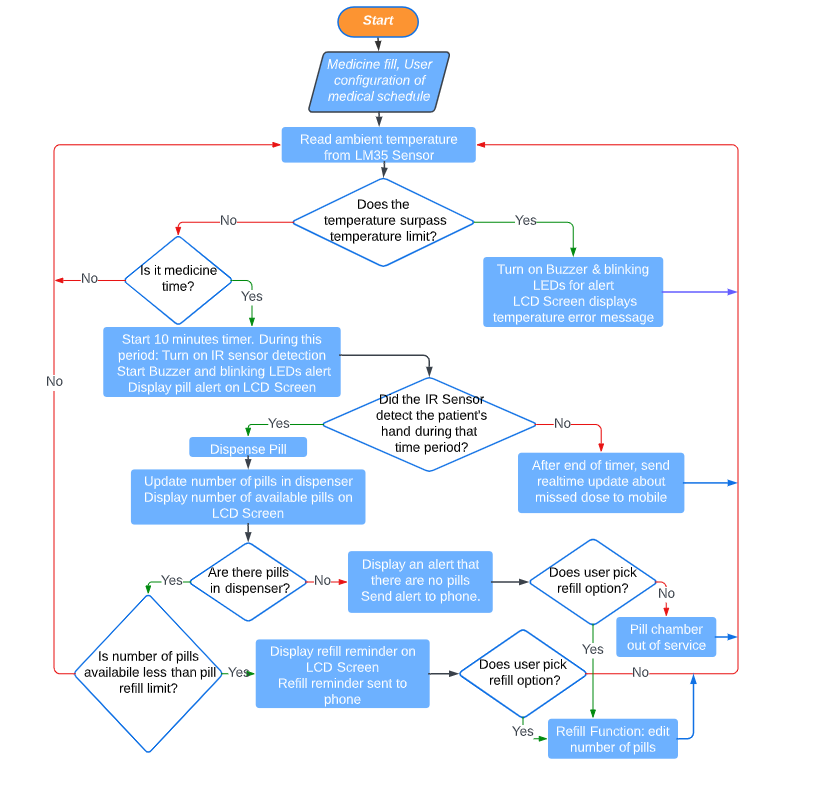 Start
Medicine fill, User
configuration of
medical schedule
Read ambient temperature
from LM35 Sensor
Does the
temperature surpass
temperature limit?
No
Yes
Is it medicine
time?
No
Yes
Turn on Buzzer & blinking
LEDs for alert
LCD Screen displays
temperature error message
Start 10 minutes timer. During this
period: Turn on IR sensor detection
Start Buzzer and blinking LEDs alert
Display pill alert on LCD Screen
No
Did the IR Sensor
detect the patient's
hand during that
time period?
Yes
No
Dispense Pill
After end of timer, send
realtime update about
missed dose to mobile
Update number of pills in dispenser
Display number of available pills on
LCD Screen
Are there pills
in dispenser?
Yes
No
Display an alert that
there are no pills
Send alert to phone.
Does user pick
refill option?
No
Yes
Pill chamber
out of service
Is number of pills
availabile less than pill
refill limit?
Yes
Display refill reminder on
LCD Screen
Refill reminder sent to
phone
Does user pick
refill option?
No
Yes
Refill Function: edit
number of pills